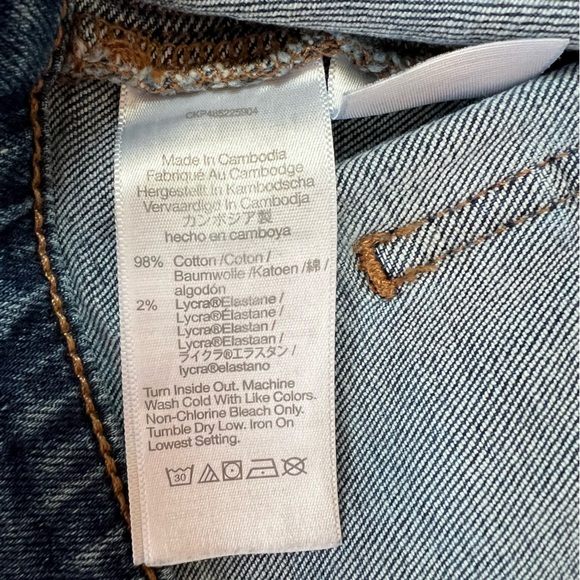 CKP485225904
Made In Cambodia
Fabriqué Au Cambodge
Hergestellt In Kambodscha
Vervaardigd In Cambodja
カンボジア製
hecho en camboya
98% Cotton /Coton /
Baumwolle /Katoen /綿 /
algodón
2% Lycra®Elastane /
Lycra®Élastane /
Lycra®Elastan /
Lycra®Elastaan /
ライクラ®エラスタン /
lycra®elastano
Turn Inside Out. Machine
Wash Cold With Like Colors.
Non-Chlorine Bleach Only.
Tumble Dry Low. Iron On
Lowest Setting.
30